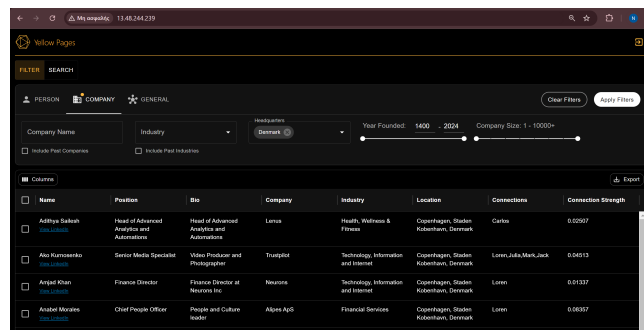 Μη ασφαλής 13.48.244.239
N
Yellow Pages
FILTER SEARCH
PERSON COMPANY GENERAL Clear Filters Apply Filters
Headquarters
Company Name Industry Denmark Year Founded: 1400 - 2024 Company Size: 1 - 10000+
Include Past Companies Include Past Industries
Columns Export
Name Position Bio Company Industry Location Connections Connection Strength
Adithya Sailesh Head of Advanced Head of Advanced Lenus Health, Wellness & Copenhagen, Staden Carlos 0.02507
View LinkedIn Analytics and Analytics and Fitness Kobenhavn, Denmark
Automations Automations
Ako Kumosenko Senior Media Specialist Video Producer and Trustpilot Technology, Information Copenhagen, Staden Loren,Julia,Mark,Jack 0.04513
View LinkedIn Photographer and Internet Kobenhavn, Denmark
Amjad Khan Finance Director Finance Director at Neurons Technology, Information Copenhagen, Staden Loren 0.01337
View LinkedIn Neurons Inc and Internet Kobenhavn, Denmark
Anabel Morales Chief People Officer People and Culture Alipes ApS Financial Services Copenhagen, Staden Loren 0.08357
View LinkedIn leader Kobenhavn, Denmark